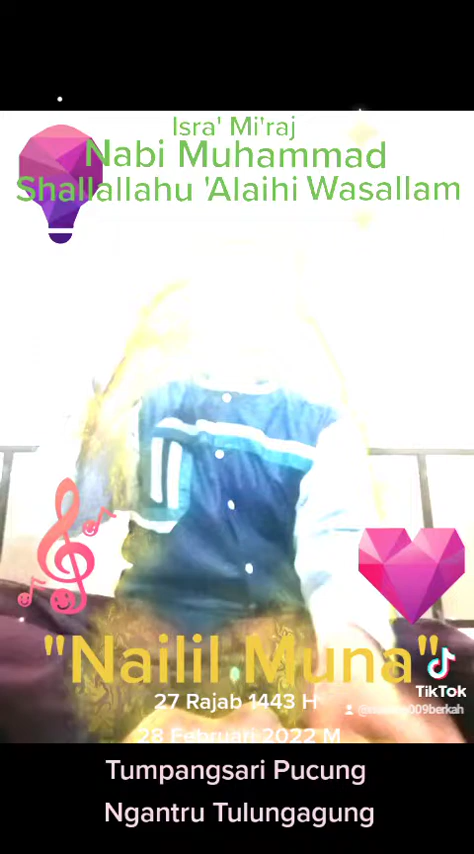 Isra' Mi'raj
Nabi Muhammad
Shallallahu 'Alaihi Wasallam
"Nailil Muna"
TikTok
27 Rajab 1443 H
28 Februari 2022 M
Tumpangsari Pucung
Ngantru Tulungagung